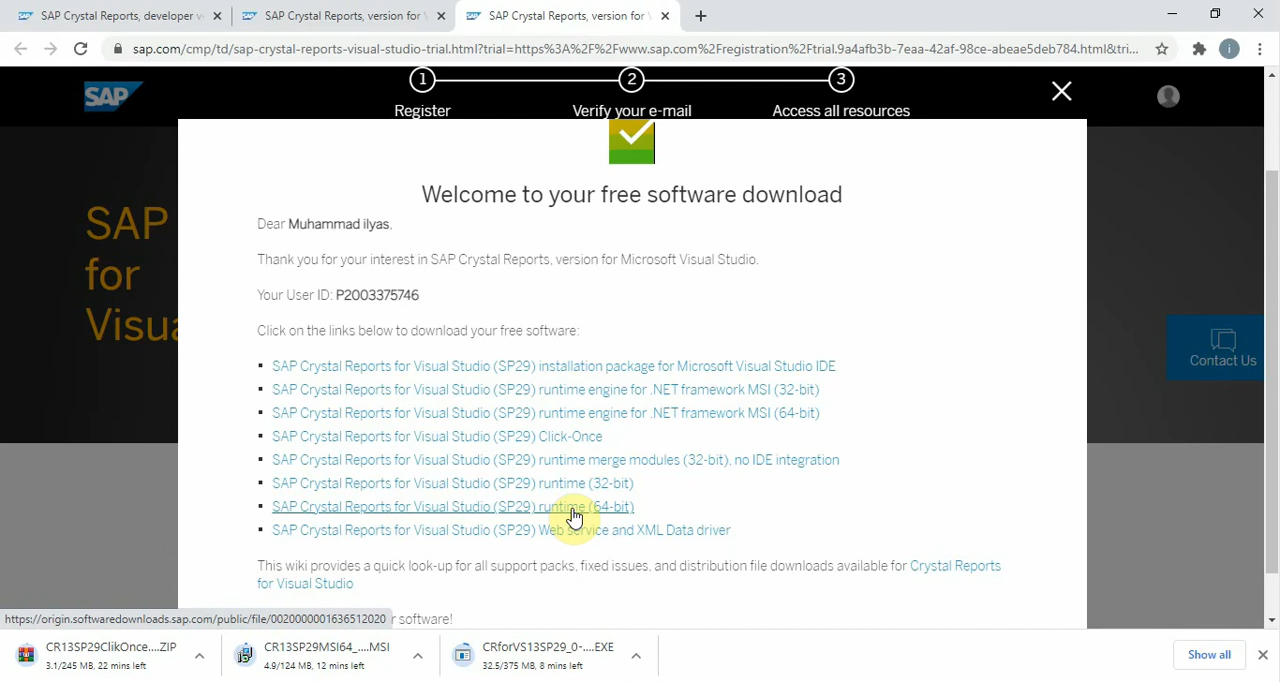 SAP Crystal Reports, developer v
SAP Crystal Reports, version for
SAP Crystal Reports, version for
sap.com/cmp/td/sap-crystal-reports-visual-studio-trial.html?trial=https%3A%2F%2Fwww.sap.com%2Fregistration%2Ftrial.9a4afb3b-7eaa-42af-98ce-abeae5deb784.html&tri...
i
SAP
1
2
3
Register
Verify your e-mail
Access all resources
SAP
for
Visua
Welcome to your free software download
Dear Muhammad ilyas,
Thank you for your interest in SAP Crystal Reports, version for Microsoft Visual Studio.
Your User ID: P2003375746
Click on the links below to download your free software:
SAP Crystal Reports for Visual Studio (SP29) installation package for Microsoft Visual Studio IDE
SAP Crystal Reports for Visual Studio (SP29) runtime engine for .NET framework MSI (32-bit)
SAP Crystal Reports for Visual Studio (SP29) runtime engine for .NET framework MSI (64-bit)
SAP Crystal Reports for Visual Studio (SP29) Click-Once
SAP Crystal Reports for Visual Studio (SP29) runtime merge modules (32-bit), no IDE integration
SAP Crystal Reports for Visual Studio (SP29) runtime (32-bit)
SAP Crystal Reports for Visual Studio (SP29) runtime (64-bit)
SAP Crystal Reports for Visual Studio (SP29) Web service and XML Data driver
This wiki provides a quick look-up for all support packs, fixed issues, and distribution file downloads available for Crystal Reports
for Visual Studio
Contact Us
https://origin.softwaredownloads.sap.com/public/file/0020000001636512020
r software!
CR13SP29ClikOnce....ZIP
3.1/245 MB, 22 mins left
CR13SP29MSI64_....MSI
4.9/124 MB, 12 mins left
CRforVS13SP29_0-....EXE
32.5/375 MB, 8 mins left
Show all